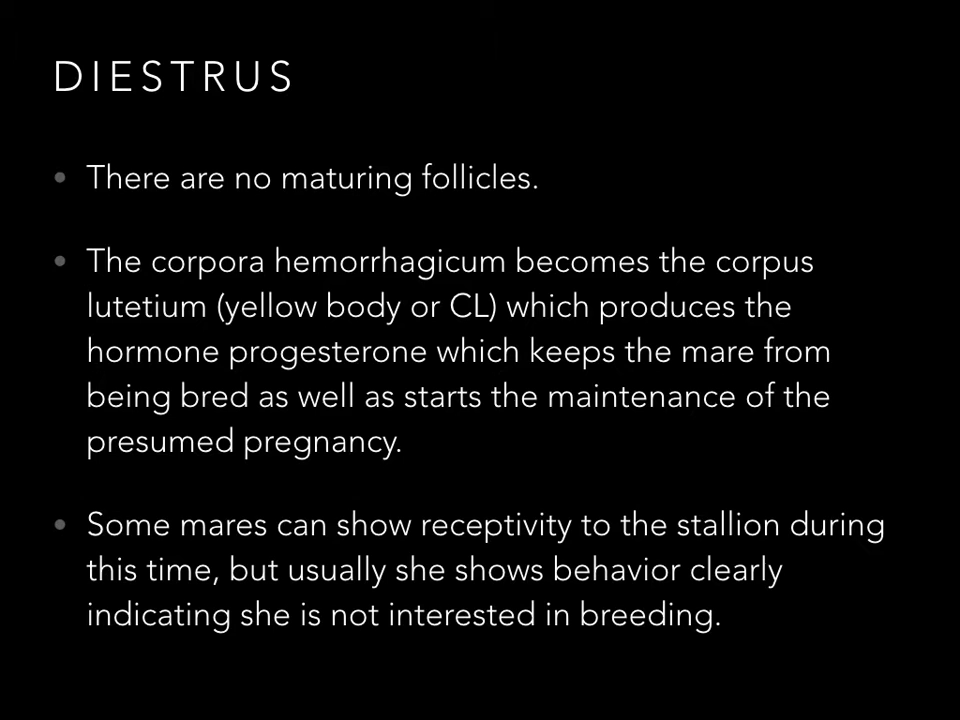 DIESTRUS
• There are no maturing follicles.
• The corpora hemorrhagicum becomes the corpus
lutetium (yellow body or CL) which produces the
hormone progesterone which keeps the mare from
being bred as well as starts the maintenance of the
presumed pregnancy.
• Some mares can show receptivity to the stallion during
this time, but usually she shows behavior clearly
indicating she is not interested in breeding.